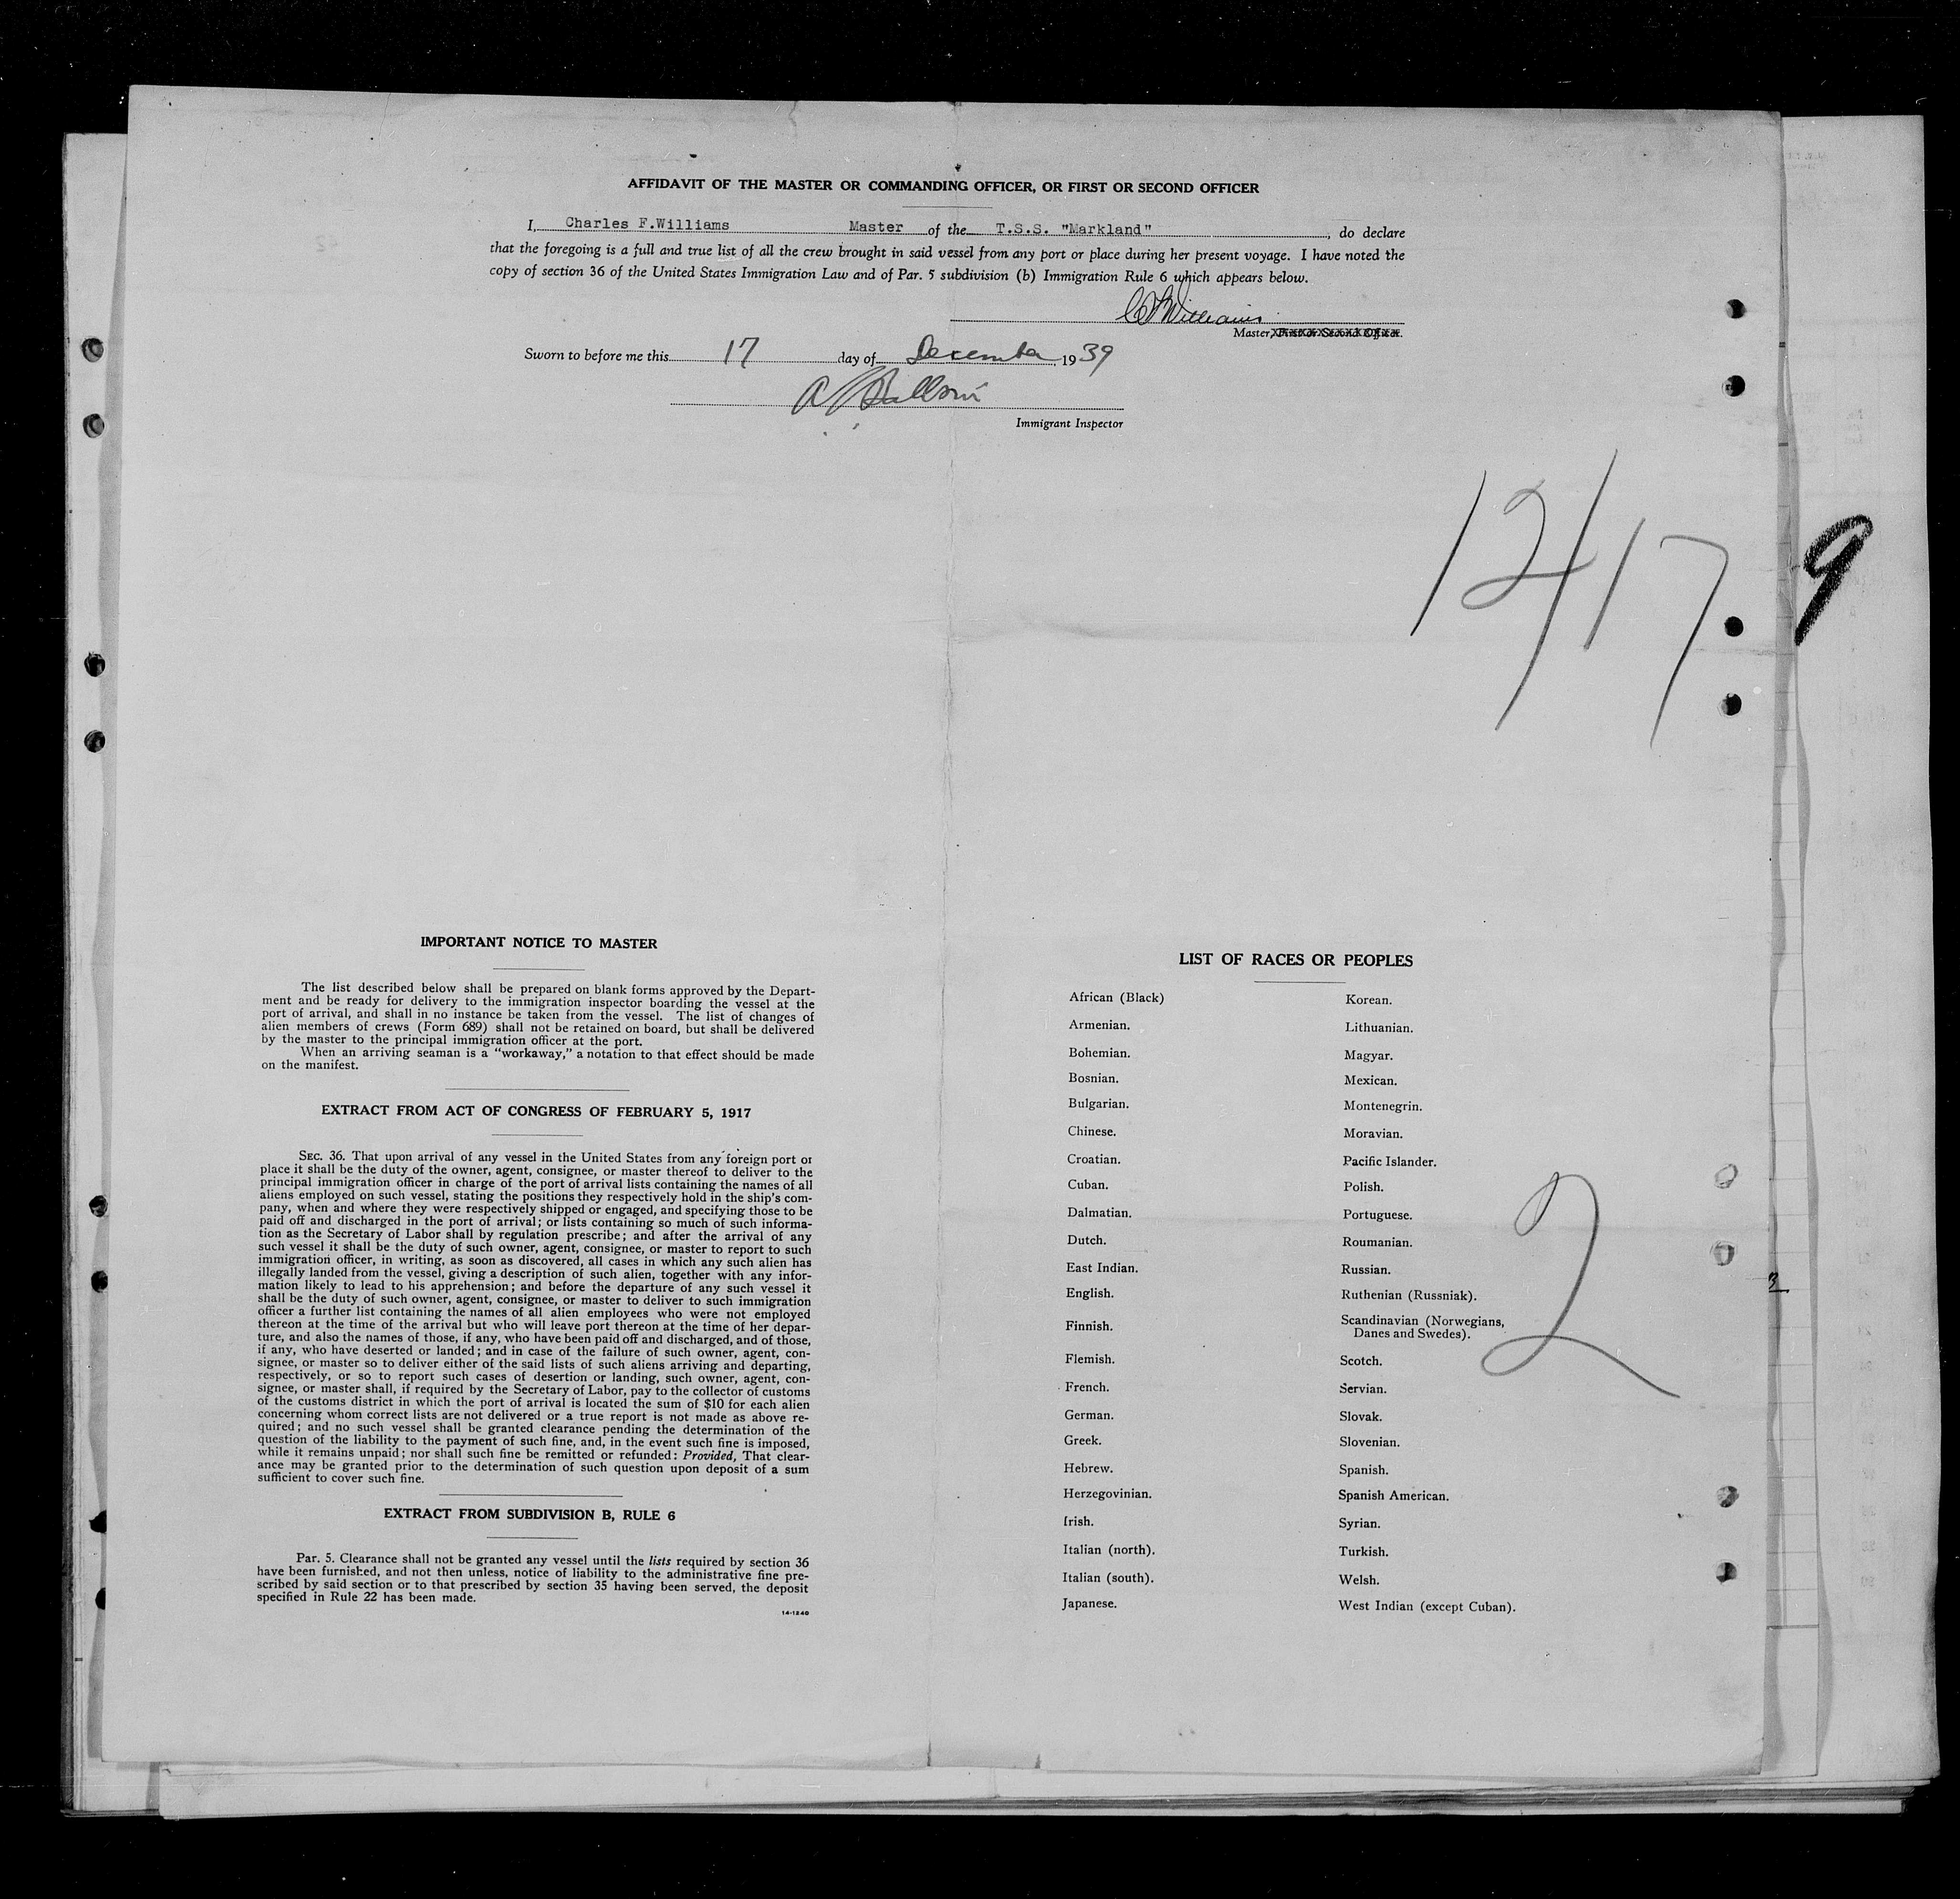 AFFIDAVIT OF THE MASTER OR COMMANDING OFFICER, OR FIRST OR SECOND OFFICER
I, Charles F.Williams Master of the T.S.S. "Markland", do declare
that the foregoing is a full and true list of all the crew brought in said vessel from any port or place during her present voyage. I have noted the
copy of section 36 of the United States Immigration Law and of Par. 5 subdivision (b) Immigration Rule 6 which appears below.
CFWilliams
Master, First or Second Officer.
Sworn to before me this 17 day of December, 1939
Immigrant Inspector
12/17
9
IMPORTANT NOTICE TO MASTER
The list described below shall be prepared on blank forms approved by the Depart-
ment and be ready for delivery to the immigration inspector boarding the vessel at the
port of arrival, and shall in no instance be taken from the vessel. The list of changes of
alien members of crews (Form 689) shall not be retained on board, but shall be delivered
by the master to the principal immigration officer at the port.
When an arriving seaman is a "workaway," a notation to that effect should be made
on the manifest.
EXTRACT FROM ACT OF CONGRESS OF FEBRUARY 5, 1917
SEC. 36. That upon arrival of any vessel in the United States from any foreign port or
place it shall be the duty of the owner, agent, consignee, or master thereof to deliver to the
principal immigration officer in charge of the port of arrival lists containing the names of all
aliens employed on such vessel, stating the positions they respectively hold in the ship's com-
pany, when and where they were respectively shipped or engaged, and specifying those to be
paid off and discharged in the port of arrival; or lists containing so much of such informa-
tion as the Secretary of Labor shall by regulation prescribe; and after the arrival of any
such vessel it shall be the duty of such owner, agent, consignee, or master to report to such
immigration officer, in writing, as soon as discovered, all cases in which any such alien has
illegally landed from the vessel, giving a description of such alien, together with any infor-
mation likely to lead to his apprehension; and before the departure of any such vessel it
shall be the duty of such owner, agent, consignee, or master to deliver to such immigration
officer a further list containing the names of all alien employees who were not employed
thereon at the time of the arrival but who will leave port thereon at the time of her depar-
ture, and also the names of those, if any, who have been paid off and discharged, and of those,
if any, who have deserted or landed; and in case of the failure of such owner, agent, con-
signee, or master so to deliver either of the said lists of such aliens arriving and departing,
respectively, or so to report such cases of desertion or landing, such owner, agent, con-
signee, or master shall, if required by the Secretary of Labor, pay to the collector of customs
of the customs district in which the port of arrival is located the sum of $10 for each alien
concerning whom correct lists are not delivered or a true report is not made as above re-
quired; and no such vessel shall be granted clearance pending the determination of the
question of the liability to the payment of such fine, and, in the event such fine is imposed,
while it remains unpaid; nor shall such fine be remitted or refunded: Provided, That clear-
ance may be granted prior to the determination of such question upon deposit of a sum
sufficient to cover such fine.
EXTRACT FROM SUBDIVISION B, RULE 6
Par. 5. Clearance shall not be granted any vessel until the lists required by section 36
have been furnished, and not then unless, notice of liability to the administrative fine pre-
scribed by said section or to that prescribed by section 35 having been served, the deposit
specified in Rule 22 has been made.
14-1240
LIST OF RACES OR PEOPLES
African (Black)
Armenian.
Bohemian.
Bosnian.
Bulgarian.
Chinese.
Croatian.
Cuban.
Dalmatian.
Dutch.
East Indian.
English.
Finnish.
Flemish.
French.
German.
Greek.
Hebrew.
Herzegovinian.
Irish.
Italian (north).
Italian (south).
Japanese.
Korean.
Lithuanian.
Magyar.
Mexican.
Montenegrin.
Moravian.
Pacific Islander.
Polish.
Portuguese.
Roumanian.
Russian.
Ruthenian (Russniak).
Scandinavian (Norwegians,
Danes and Swedes).
Scotch.
Servian.
Slovak.
Slovenian.
Spanish.
Spanish American.
Syrian.
Turkish.
Welsh.
West Indian (except Cuban).
2